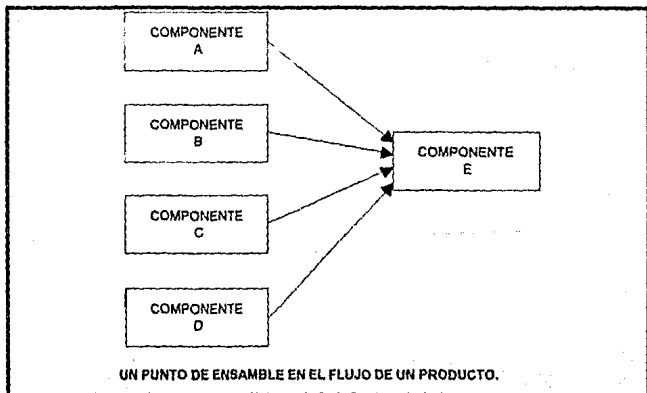 COMPONENTE
A
COMPONENTE
B
COMPONENTE
C
COMPONENTE
D
COMPONENTE
E
UN PUNTO DE ENSAMBLE EN EL FLUJO DE UN PRODUCTO.